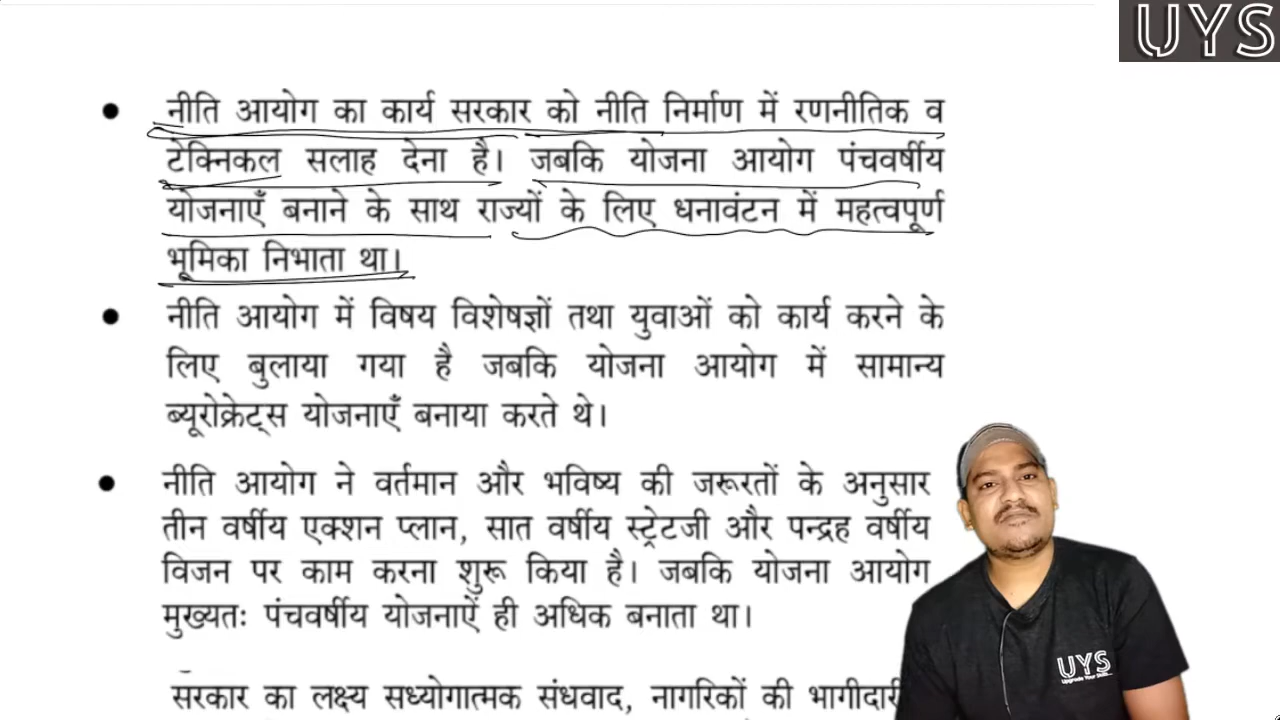 UYS
नीति आयोग का कार्य सरकार को नीति निर्माण में रणनीतिक व
टेक्निकल सलाह देना है। जबकि योजना आयोग पंचवर्षीय
योजनाएँ बनाने के साथ राज्यों के लिए धनावंटन में महत्वपूर्ण
भूमिका निभाता था।
नीति आयोग में विषय विशेषज्ञों तथा युवाओं को कार्य करने के
लिए बुलाया गया है जबकि योजना आयोग में सामान्य
ब्यूरोक्रेट्स योजनाएँ बनाया करते थे।
नीति आयोग ने वर्तमान और भविष्य की जरूरतों के अनुसार
तीन वर्षीय एक्शन प्लान, सात वर्षीय स्ट्रेटजी और पन्द्रह वर्षीय
विजन पर काम करना शुरू किया है। जबकि योजना आयोग
मुख्यतः पंचवर्षीय योजनाऐं ही अधिक बनाता था।
सरकार का लक्ष्य सध्योगात्मक संधवाद, नागरिकों की भागीदारी
UYS
Upgrade Your Skills...